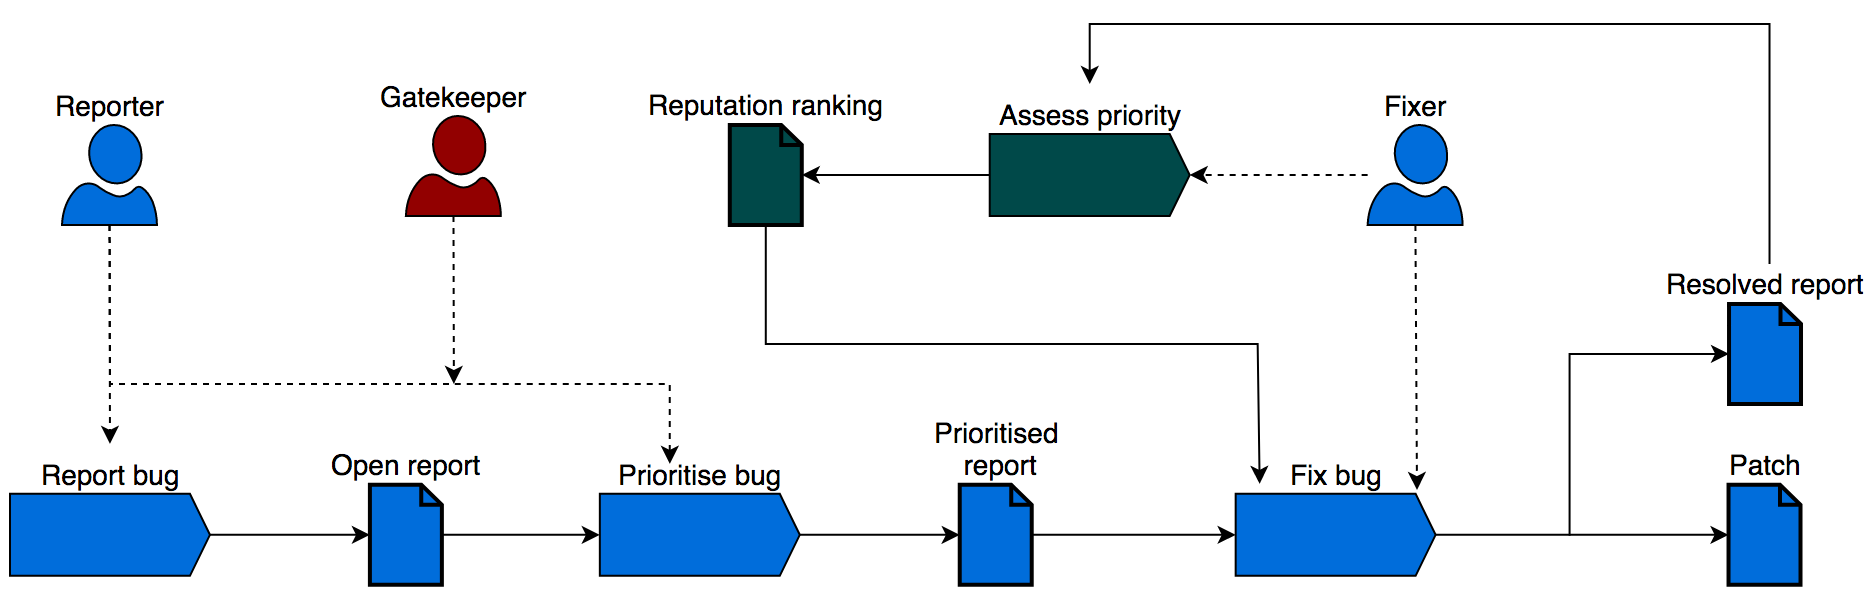 Reporter
Gatekeeper
Reputation ranking
Assess priority
Fixer
Resolved report
Report bug
Open report
Prioritise bug
Prioritised
report
Fix bug
Patch